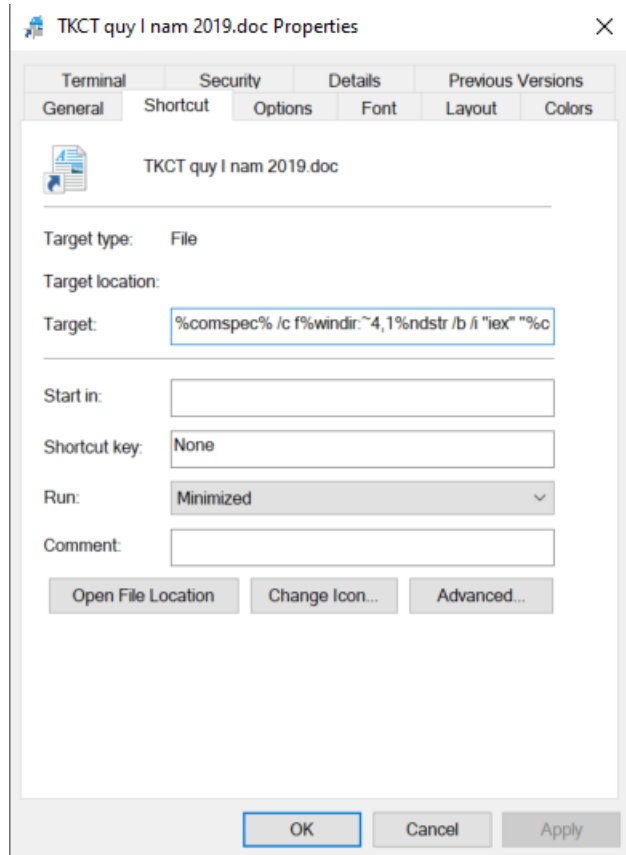 TKCT quy I nam 2019.doc Properties
Terminal Security Details Previous Versions
General Shortcut Options Font Layout Colors
TKCT quy I nam 2019.doc
Target type: File
Target location:
Target: %comspec% /c f%windir:~4,1%ndstr /b /i "iex" "%c
Start in:
Shortcut key: None
Run: Minimized
Comment:
Open File Location Change Icon... Advanced...
OK Cancel Apply